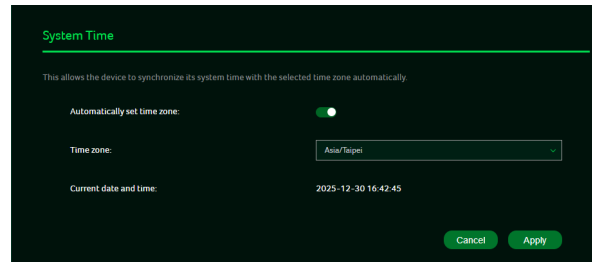 System Time
This allows the device to synchronize its system time with the selected time zone automatically.
Automatically set time zone:
Time zone: Asia/Taipei
Current date and time: 2025-12-30 16:42:45
Cancel Apply